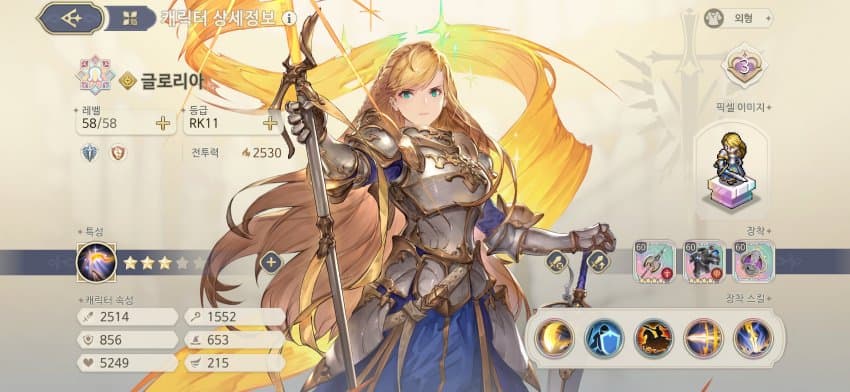 캐릭터 상세정보
외형
글로리아
3
레벨
58/58
등급
RK11
픽셀 이미지
전투력
2530
특성
장착
60
60
60
캐릭터 속성
장착 스킬
2514
1552
856
653
5249
215